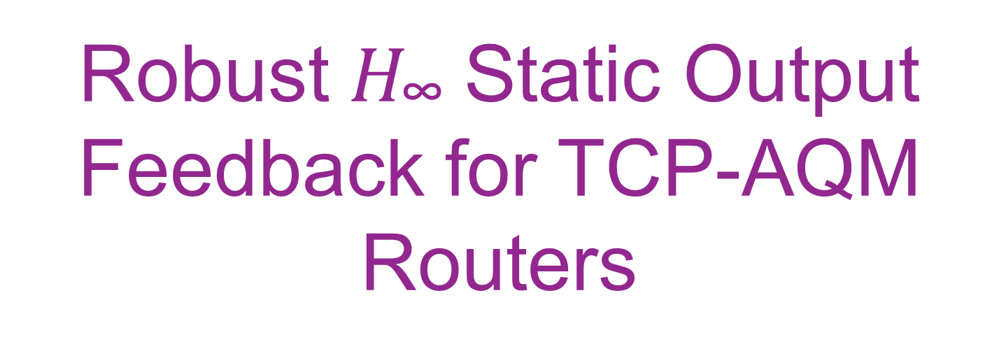 Robust H∞ Static Output
Feedback for TCP-AQM
Routers